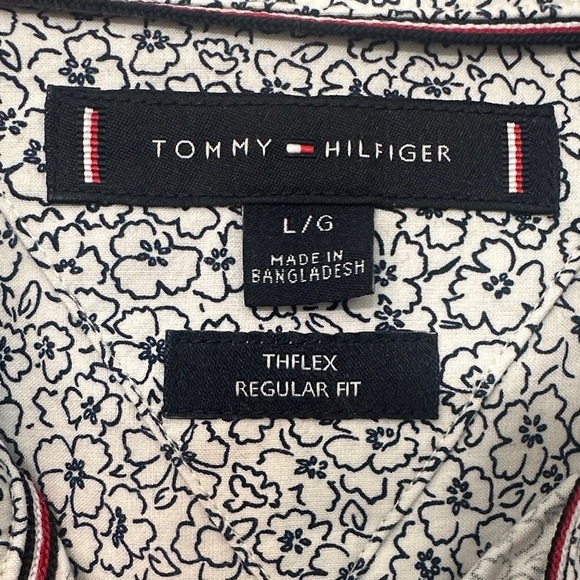 TOMMY HILFIGER
L/G
MADE IN
BANGLADESH
THFLEX
REGULAR FIT